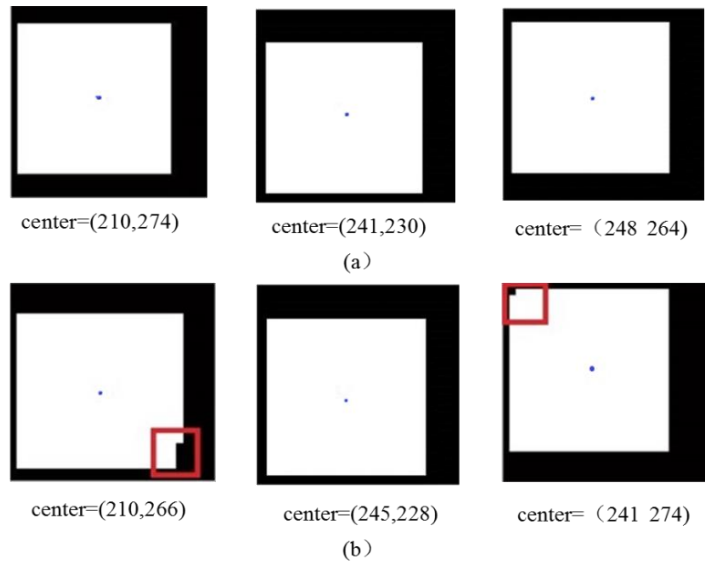 center=(210,274) center=(241,230) center=（248 264)
(a）
center=(210,266) center=(245,228) center=（241 274)
(b）